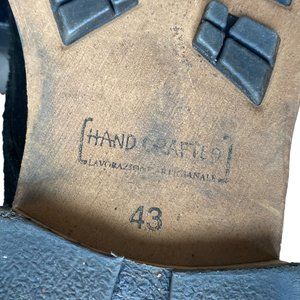 [HAND CRAFTED]
LAVORAZIONE ARTIGIANALE
43